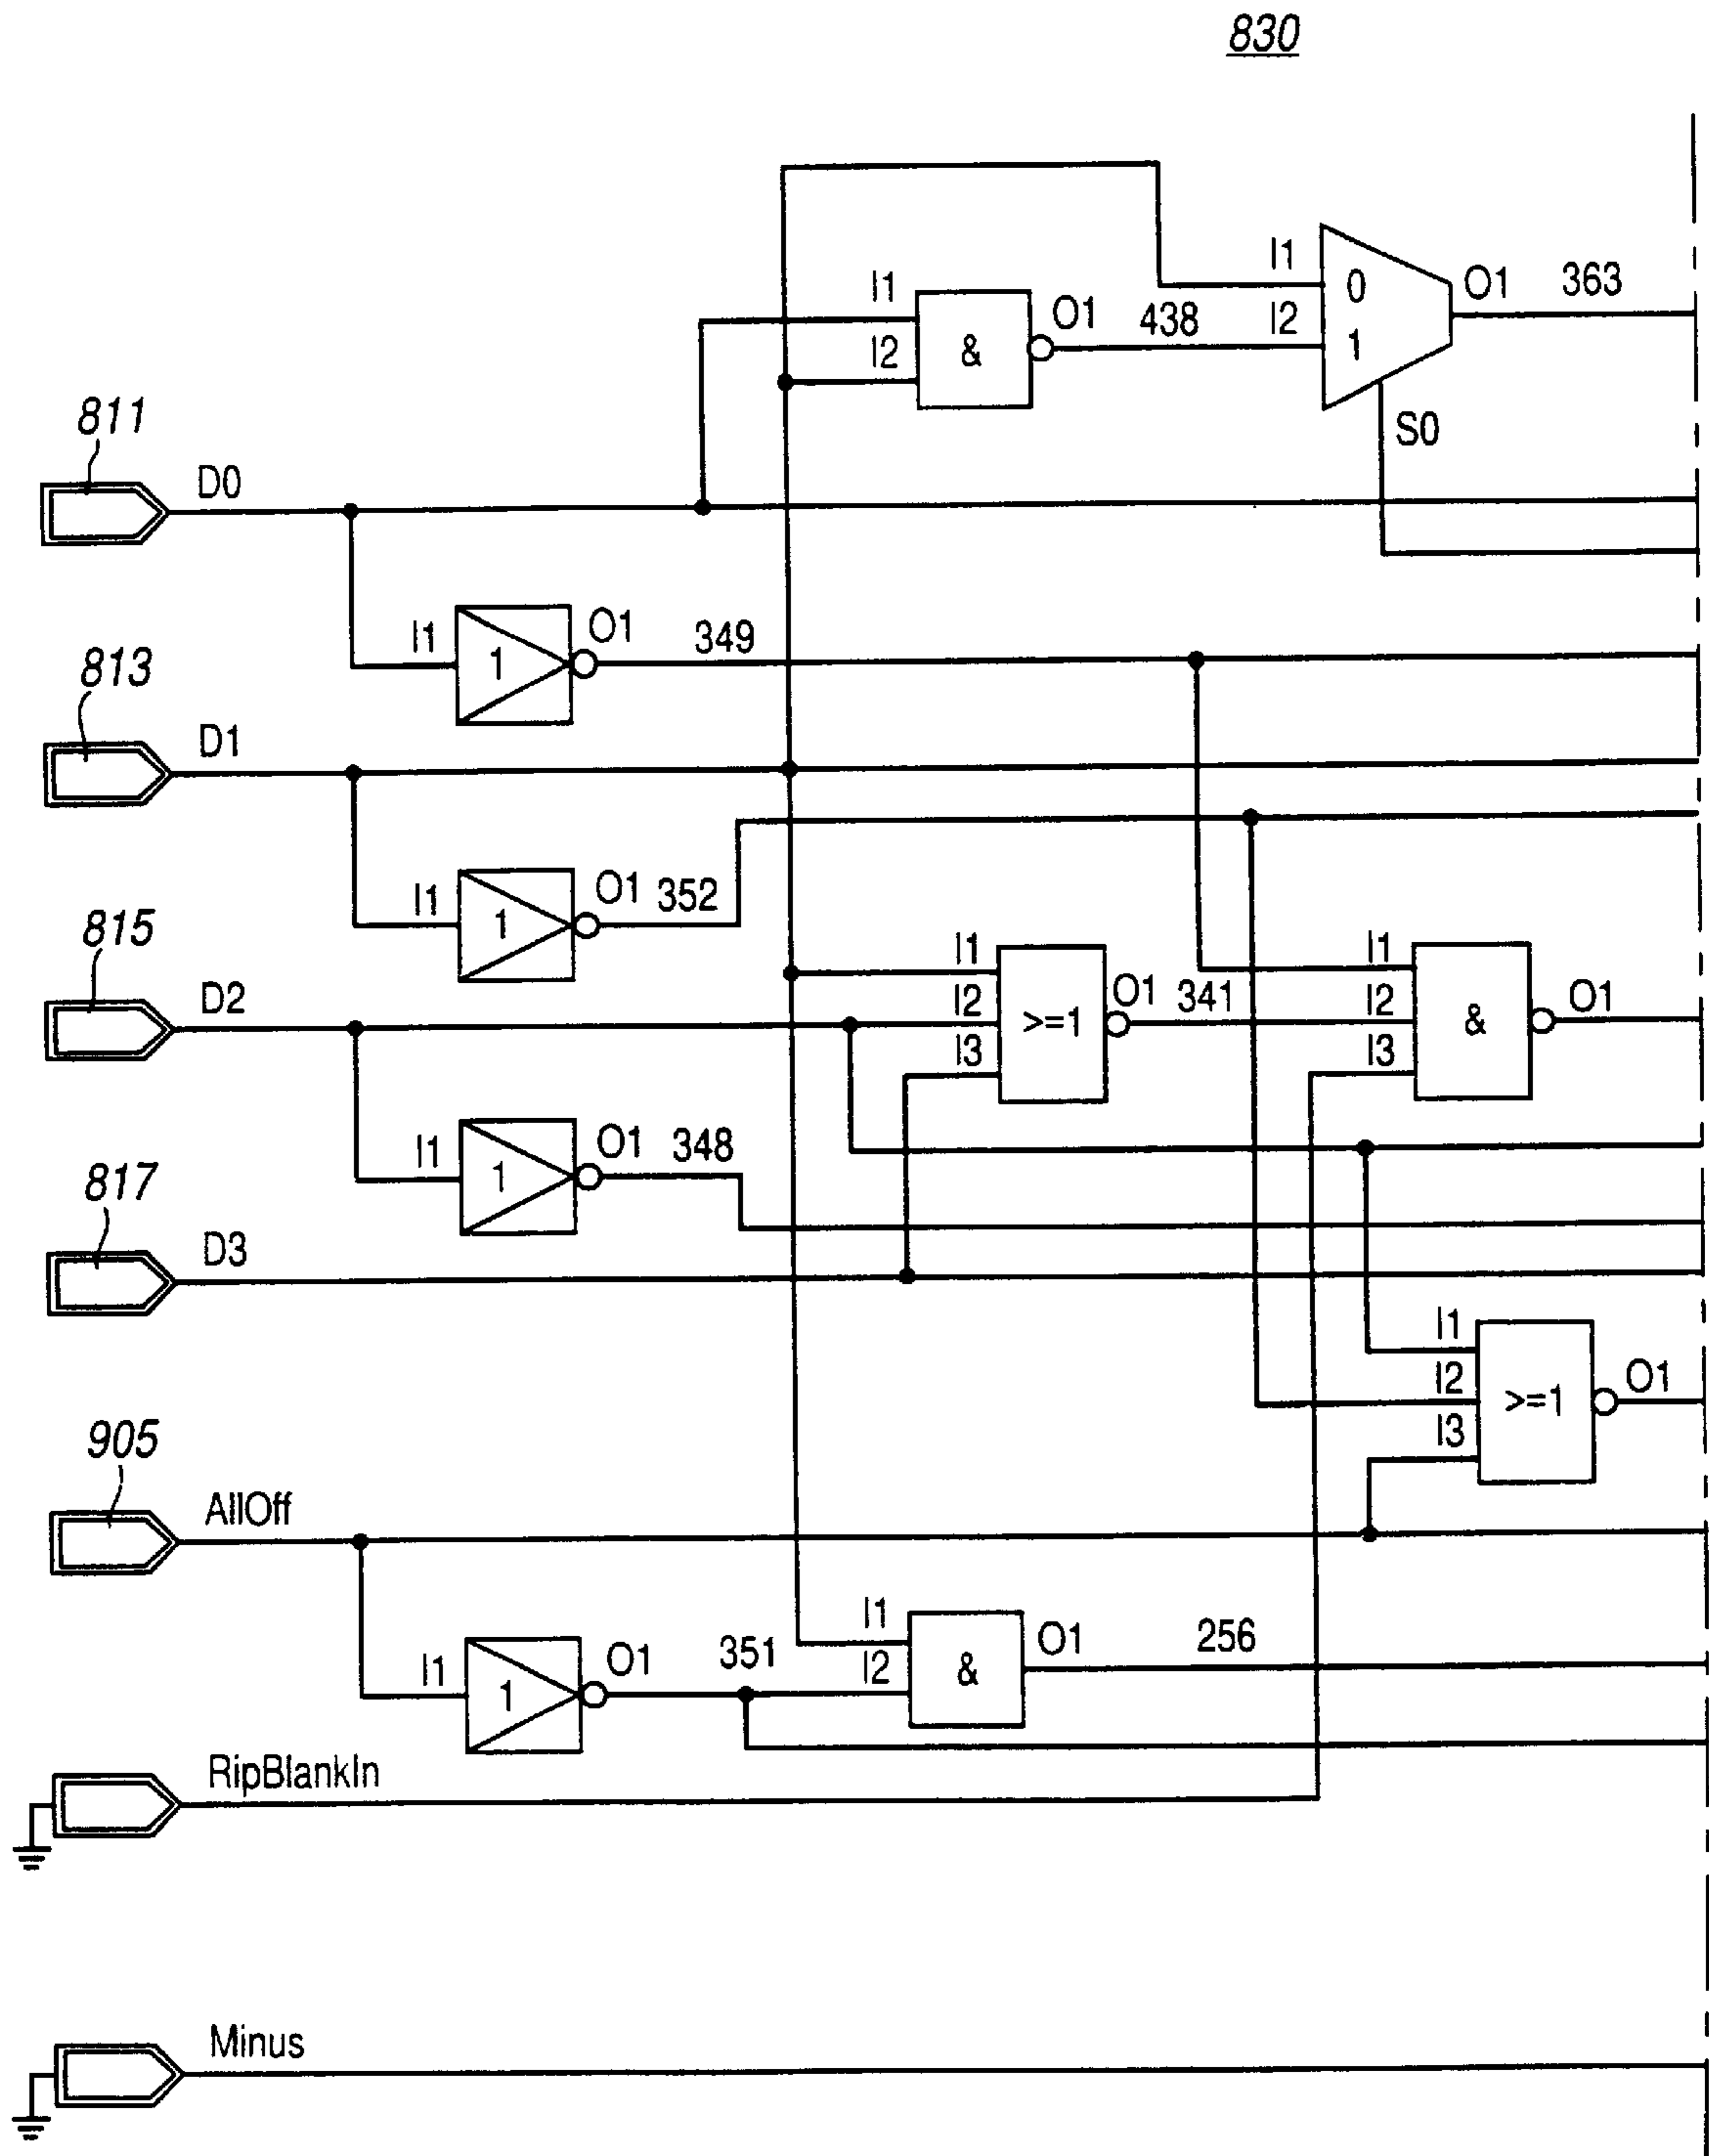 830
I1
0
O1
363
I1
O1
438
I2
I2
&
1
811
S0
D0
I1
1
O1
349
813
D1
I1
1
O1
352
815
I1
I1
D2
I2
>=1
O1
341
I2
&
O1
I3
I3
I1
1
O1
348
817
D3
I1
I2
>=1
O1
I3
905
AllOff
I1
O1
256
I1
1
O1
351
I2
&
RipBlankIn
Minus